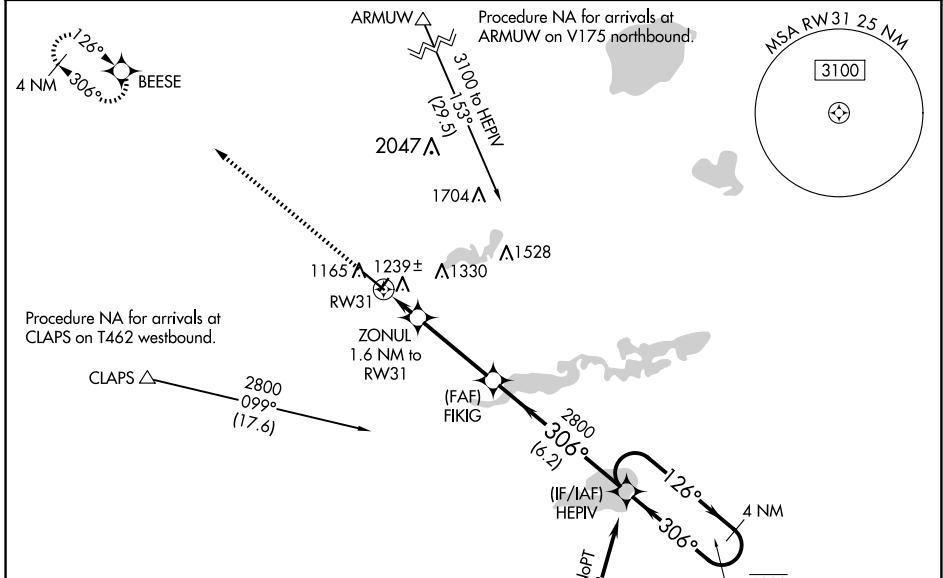 ARMUW
Procedure NA for arrivals at
ARMUW on V175 northbound.
MSA RW31 25 NM
3100
126°
306°
4 NM
BEESE
3100 to HEPIV
153°
(29.5)
2047
1704
1528
1165
1239±
1330
RW31
Procedure NA for arrivals at
CLAPS on T462 westbound.
ZONUL
1.6 NM to
RW31
CLAPS
2800
099°
(17.6)
(FAF)
FIKIG
2800
306°
(6.2)
(IF/IAF)
HEPIV
126°
306°
4 NM
NoPT